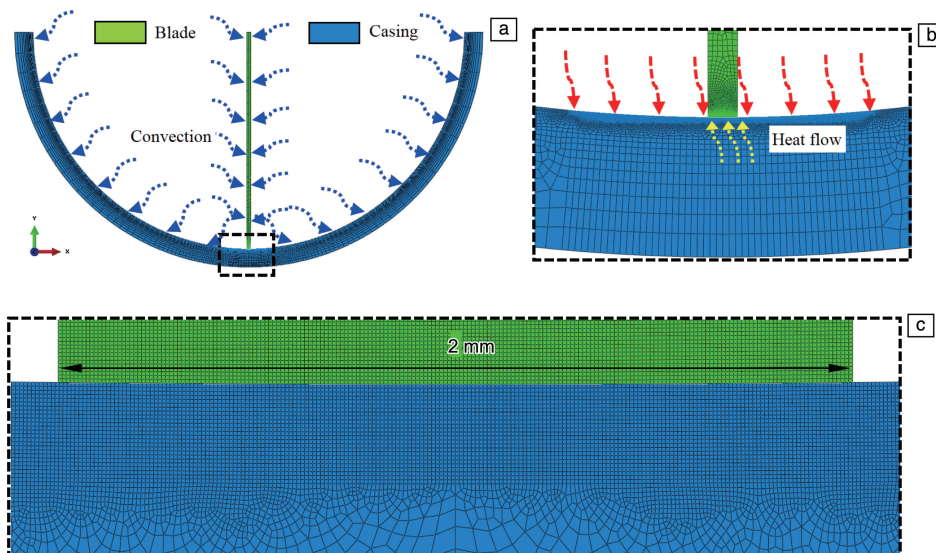 Blade
Casing
a
Convection
Y
X
b
Heat flow
c
2 mm